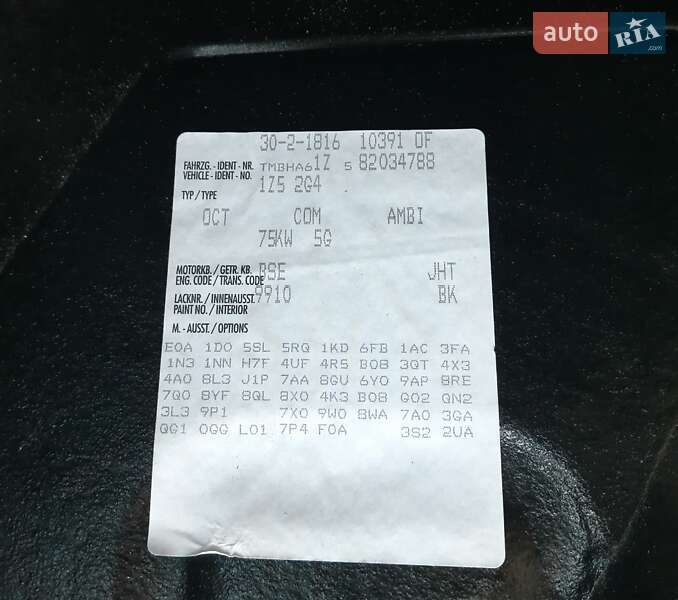 auto RIA.com
30-2-1816 10391 OF
FAHRZG. - IDENT - NR. TMBHA61Z 5 82034788
VEHICLE - IDENT - NO.
1Z5 2G4 .
TYP / TYPE
OCT COM AMBI
75KW 5G
MOTORKB. / GETR. KB. BSE JHT
ENG. CODE / TRANS. CODE
LACKNR. / INNENAUSST. 9910 BK
PAINT NO. / INTERIOR
M. - AUSST. / OPTIONS
E0A 1D0 5SL 5RQ 1KD 6FB 1AC 3FA
1N3 1NN H7F 4UF 4R5 B0B 3QT 4X3
4A0 8L3 J1P 7AA 8GU 6Y0 9AP 8RE
7Q0 8YF 8QL 8X0 4K3 B08 G02 QN2
3L3 9P1 7X0 9W0 8WA 7A0 3GA
QG1 0GG L01 7P4 F0A 3S2 2UA